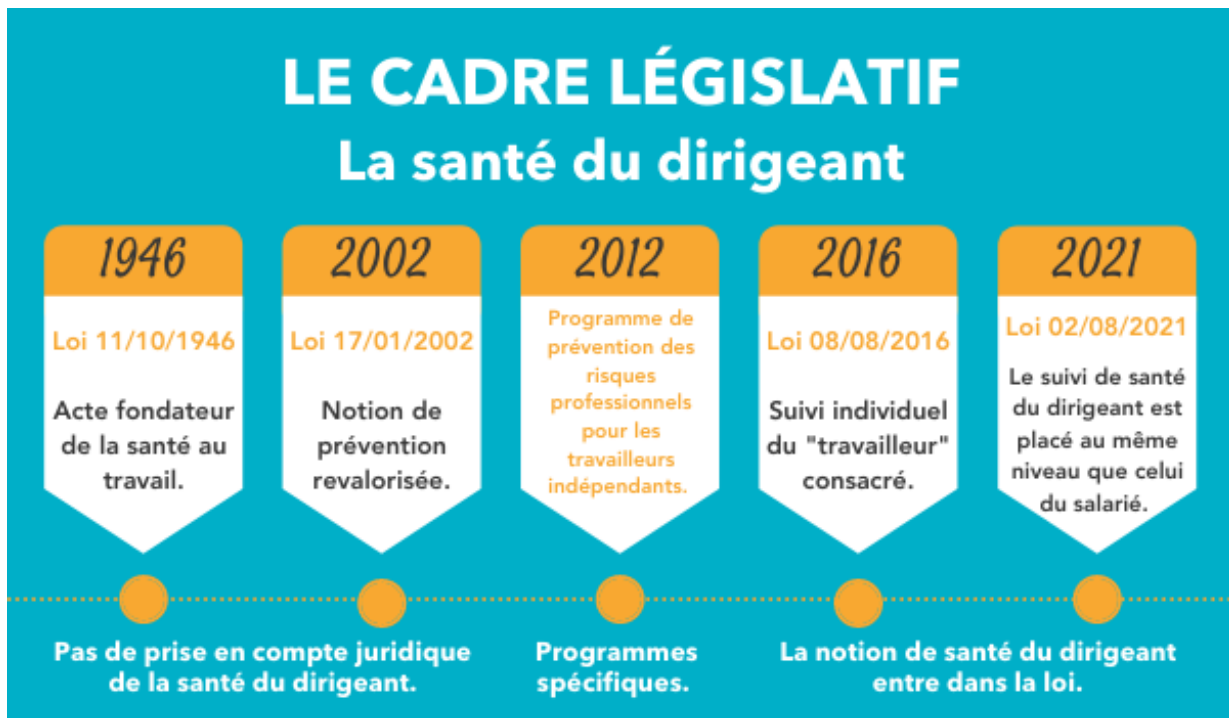 LE CADRE LÉGISLATIF
La santé du dirigeant
1946
Loi 11/10/1946
Acte fondateur
de la santé au
travail.
2002
Loi 17/01/2002
Notion de
prévention
revalorisée.
2012
Programme de
prévention des
risques
professionnels
pour les
travailleurs
indépendants.
2016
Loi 08/08/2016
Suivi individuel
du "travailleur"
consacré.
2021
Loi 02/08/2021
Le suivi de santé
du dirigeant est
placé au même
niveau que celui
du salarié.
Pas de prise en compte juridique
de la santé du dirigeant.
Programmes
spécifiques.
La notion de santé du dirigeant
entre dans la loi.